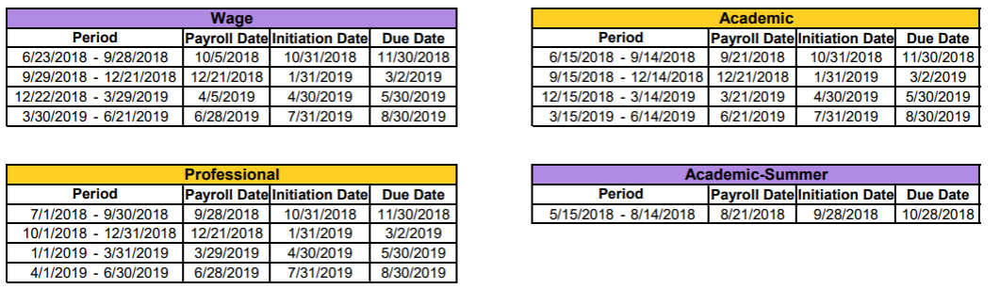 Wage
Period Payroll Date Initiation Date Due Date
6/23/2018 - 9/28/2018 10/5/2018 10/31/2018 11/30/2018
9/29/2018 - 12/21/2018 12/21/2018 1/31/2019 3/2/2019
12/22/2018 - 3/29/2019 4/5/2019 4/30/2019 5/30/2019
3/30/2019 - 6/21/2019 6/28/2019 7/31/2019 8/30/2019
Academic
Period Payroll Date Initiation Date Due Date
6/15/2018 - 9/14/2018 9/21/2018 10/31/2018 11/30/2018
9/15/2018 - 12/14/2018 12/21/2018 1/31/2019 3/2/2019
12/15/2018 - 3/14/2019 3/21/2019 4/30/2019 5/30/2019
3/15/2019 - 6/14/2019 6/21/2019 7/31/2019 8/30/2019
Professional
Period Payroll Date Initiation Date Due Date
7/1/2018 - 9/30/2018 9/28/2018 10/31/2018 11/30/2018
10/1/2018 - 12/31/2018 12/21/2018 1/31/2019 3/2/2019
1/1/2019 - 3/31/2019 3/29/2019 4/30/2019 5/30/2019
4/1/2019 - 6/30/2019 6/28/2019 7/31/2019 8/30/2019
Academic-Summer
Period Payroll Date Initiation Date Due Date
5/15/2018 - 8/14/2018 8/21/2018 9/28/2018 10/28/2018